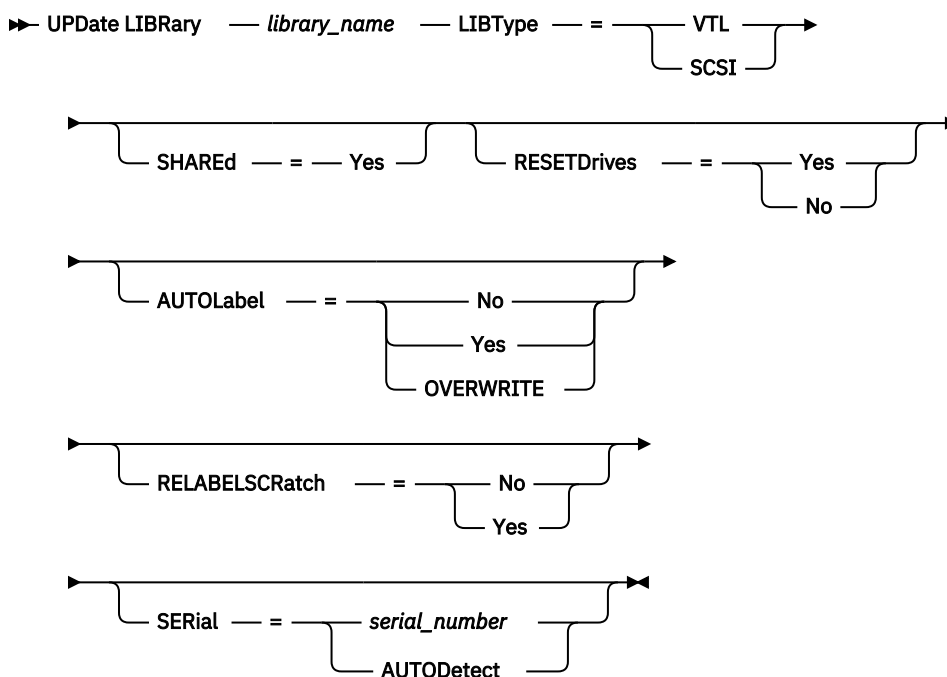 UPDate LIBRary library_name LIBType = VTL
SCSI
SHAREd = Yes RESETDrives = Yes
No
AUTOLabel = No
Yes
OVERWRITE
RELABELSCRatch = No
Yes
SERial = serial_number
AUTODetect